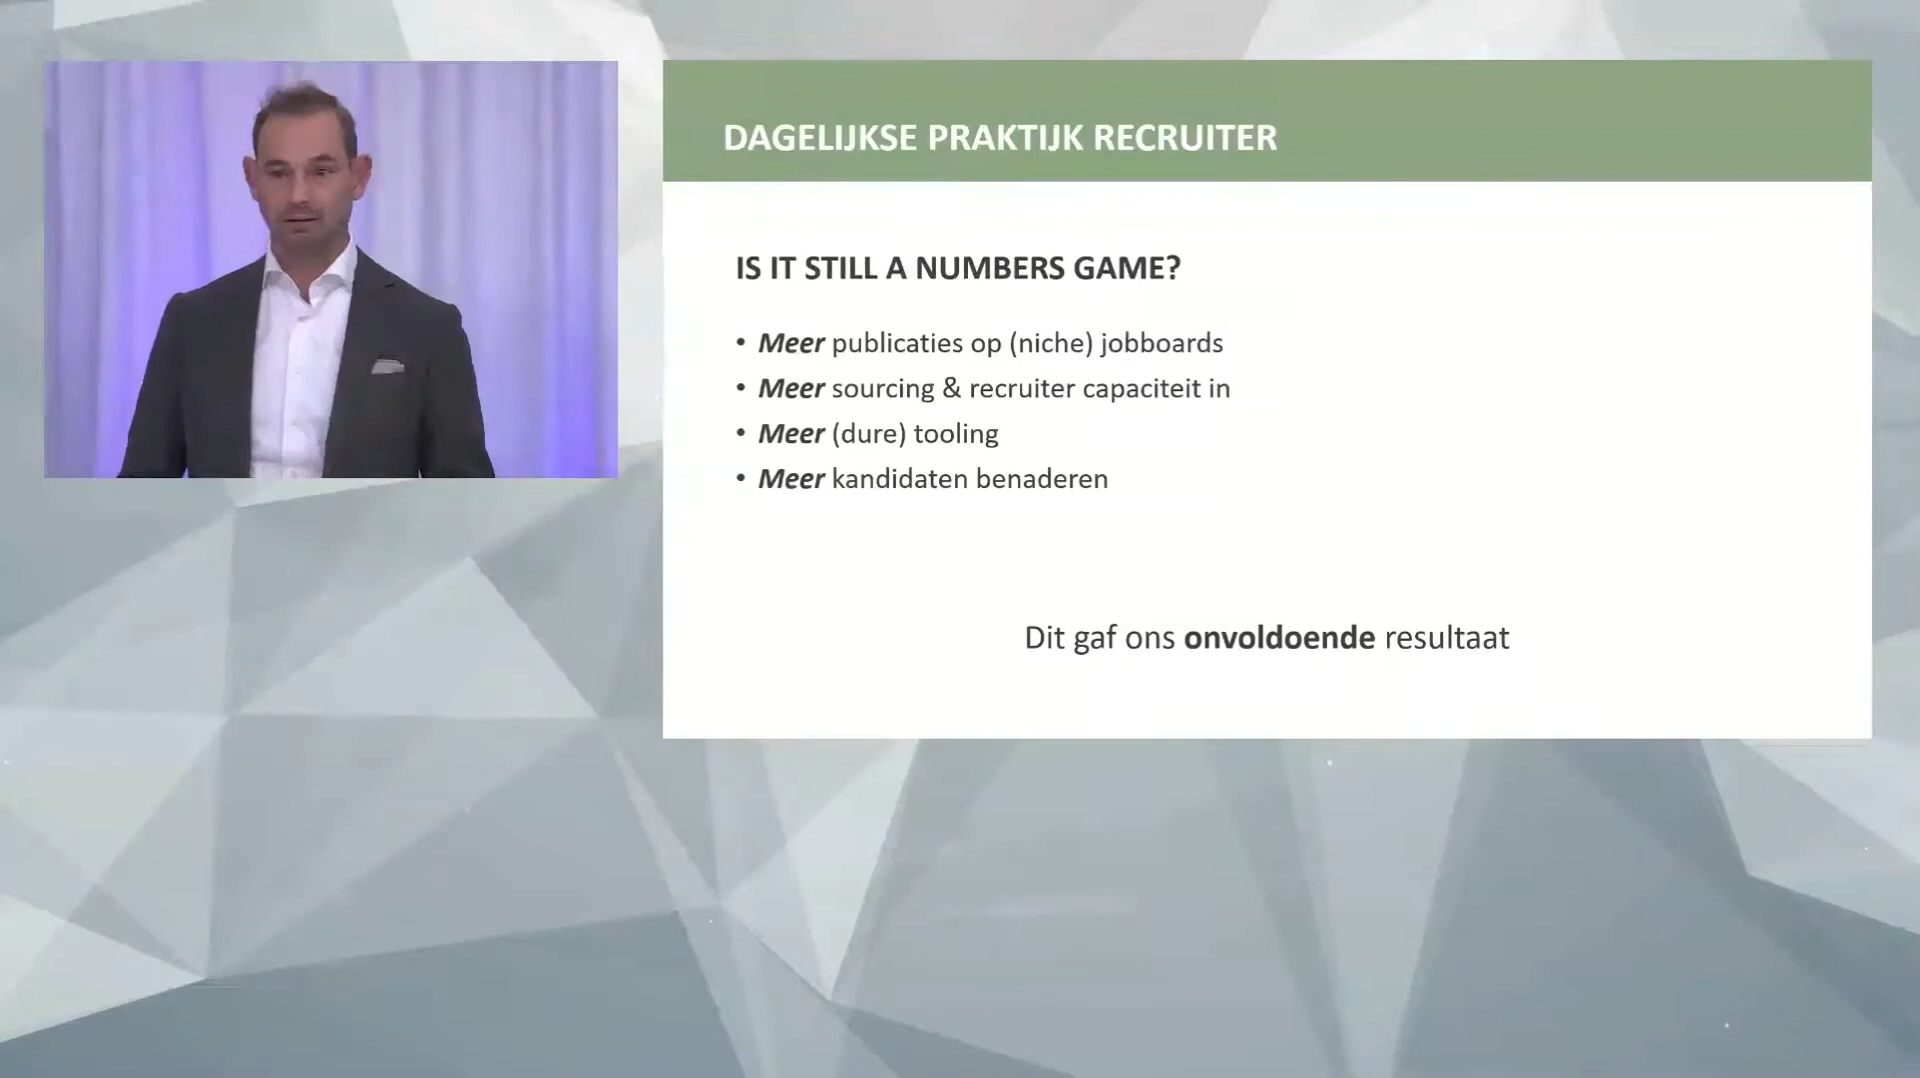 DAGELIJKSE PRAKTIJK RECRUITER
IS IT STILL A NUMBERS GAME?
• Meer publicaties op (niche) jobboards
• Meer sourcing & recruiter capaciteit in
• Meer (dure) tooling
• Meer kandidaten benaderen
Dit gaf ons onvoldoende resultaat